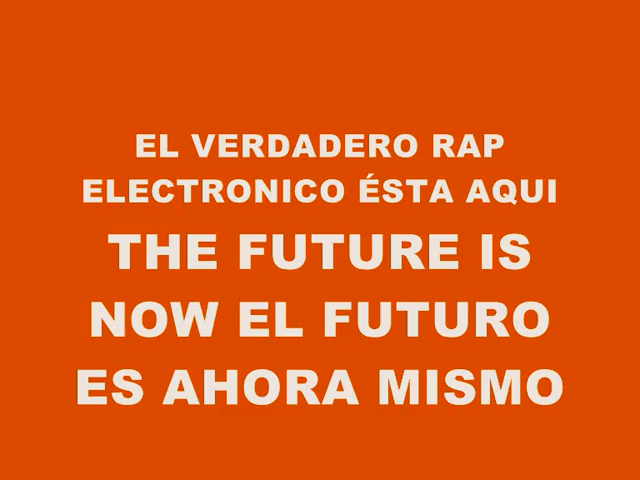 EL VERDADERO RAP
ELECTRONICO ÉSTA AQUI
THE FUTURE IS
NOW EL FUTURO
ES AHORA MISMO